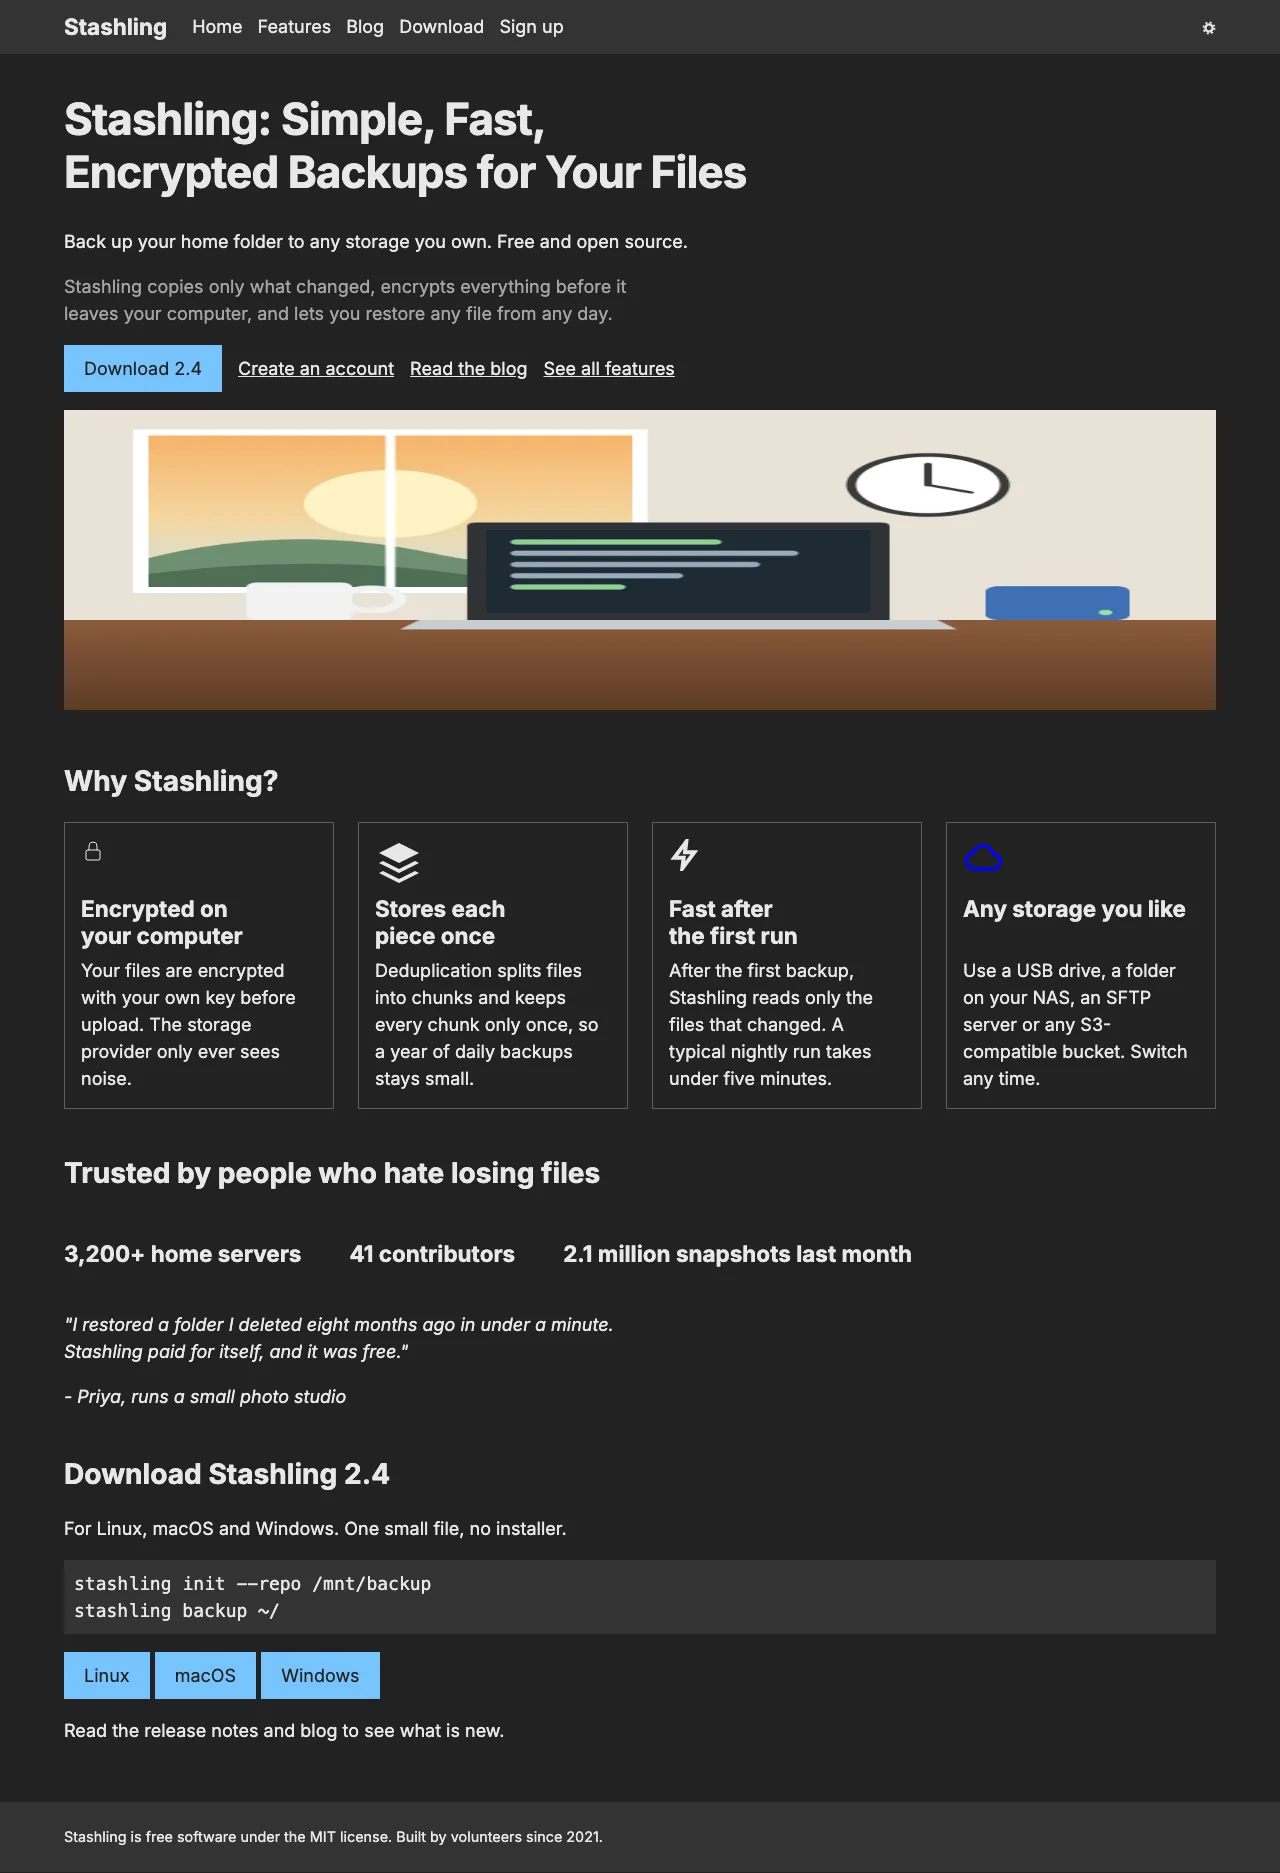 Stashling Home Features Blog Download Sign up
Stashling: Simple, Fast,
Encrypted Backups for Your Files
Back up your home folder to any storage you own. Free and open source.
Stashling copies only what changed, encrypts everything before it
leaves your computer, and lets you restore any file from any day.
Download 2.4 Create an account Read the blog See all features
Why Stashling?
Encrypted on
your computer
Your files are encrypted
with your own key before
upload. The storage
provider only ever sees
noise.
Stores each
piece once
Deduplication splits files
into chunks and keeps
every chunk only once, so
a year of daily backups
stays small.
Fast after
the first run
After the first backup,
Stashling reads only the
files that changed. A
typical nightly run takes
under five minutes.
Any storage you like
Use a USB drive, a folder
on your NAS, an SFTP
server or any S3-
compatible bucket. Switch
any time.
Trusted by people who hate losing files
3,200+ home servers 41 contributors 2.1 million snapshots last month
"I restored a folder I deleted eight months ago in under a minute.
Stashling paid for itself, and it was free."
- Priya, runs a small photo studio
Download Stashling 2.4
For Linux, macOS and Windows. One small file, no installer.
stashling init --repo /mnt/backup
stashling backup ~/
Linux macOS Windows
Read the release notes and blog to see what is new.
Stashling is free software under the MIT license. Built by volunteers since 2021.